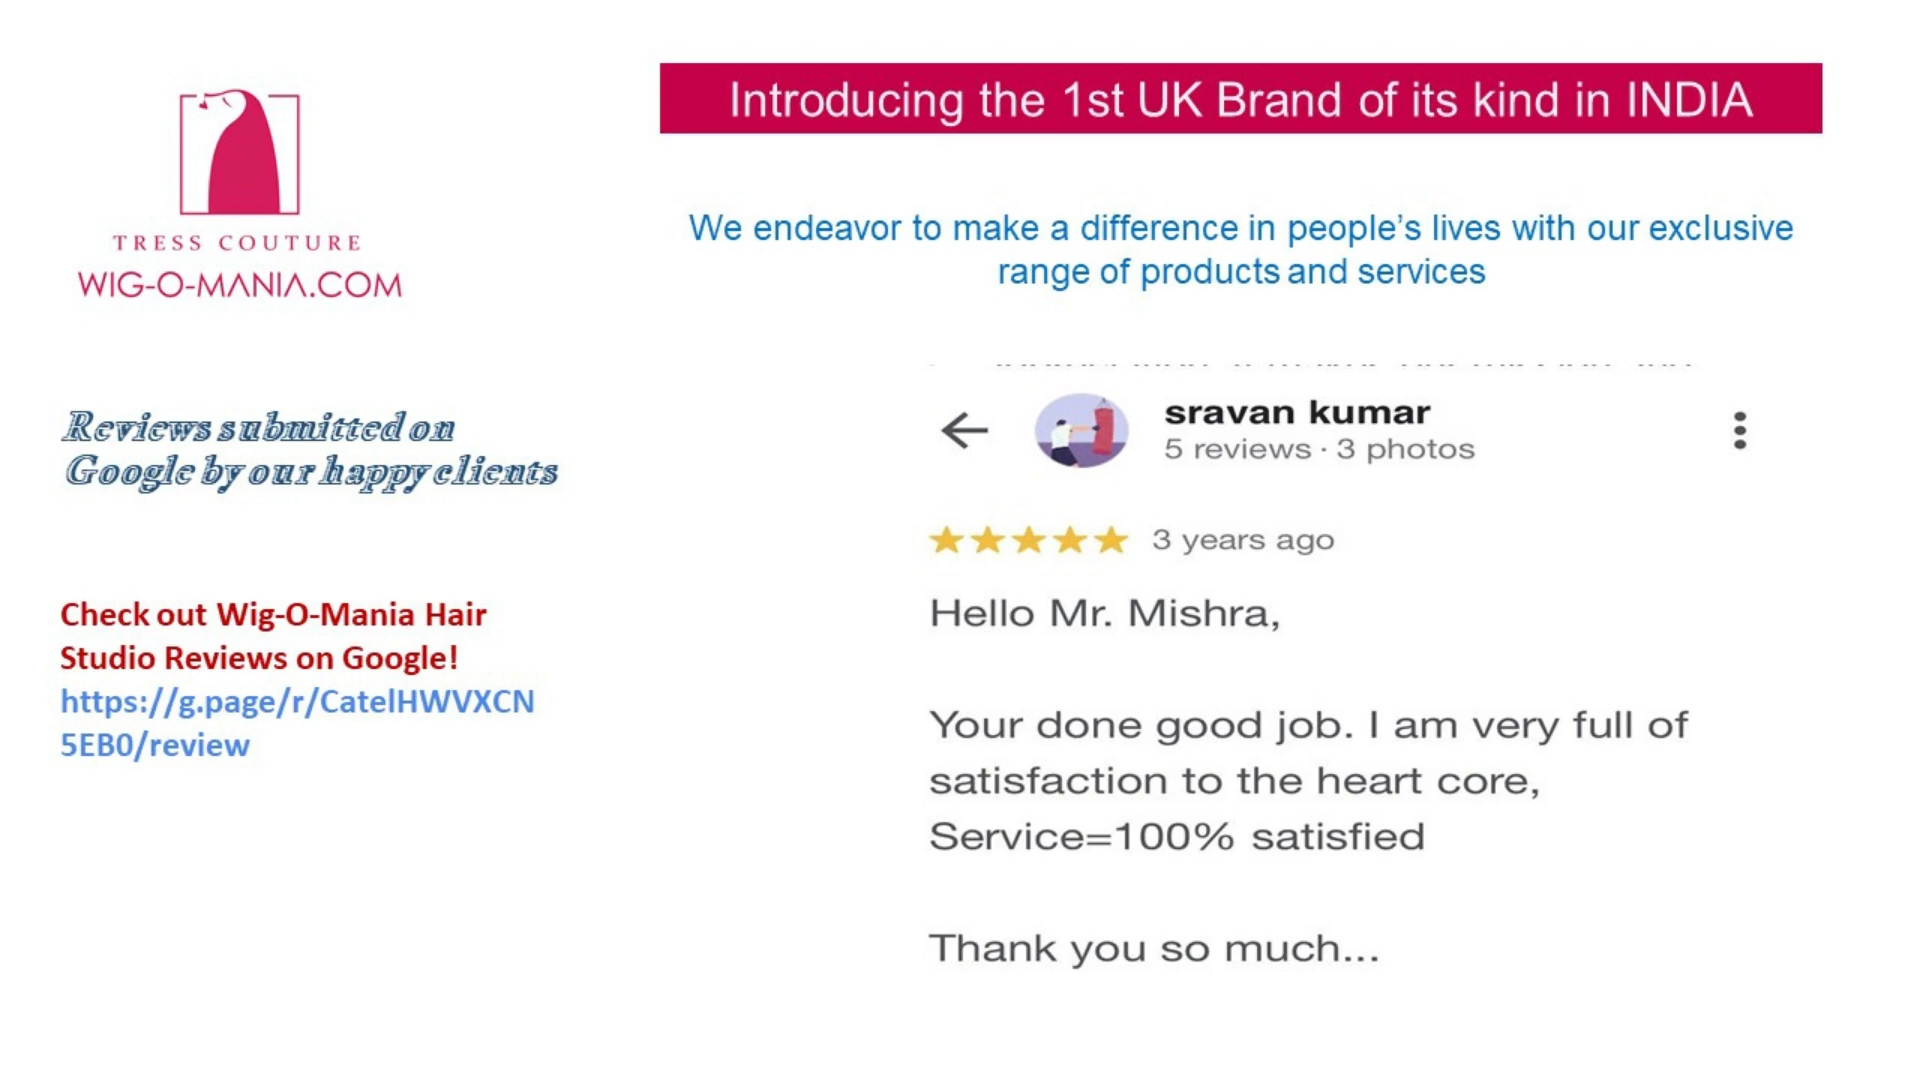 TRESS COUTURE
WIG-O-MANIA.COM
Introducing the 1st UK Brand of its kind in INDIA
We endeavor to make a difference in people's lives with our exclusive
range of products and services
Reviews submitted on
Google by our happy clients
Check out Wig-O-Mania Hair
Studio Reviews on Google!
https://g.page/r/CatelHWVXCN
5EB0/review
sravan kumar
5 reviews · 3 photos
3 years ago
Hello Mr. Mishra,
Your done good job. I am very full of
satisfaction to the heart core,
Service=100% satisfied
Thank you so much...